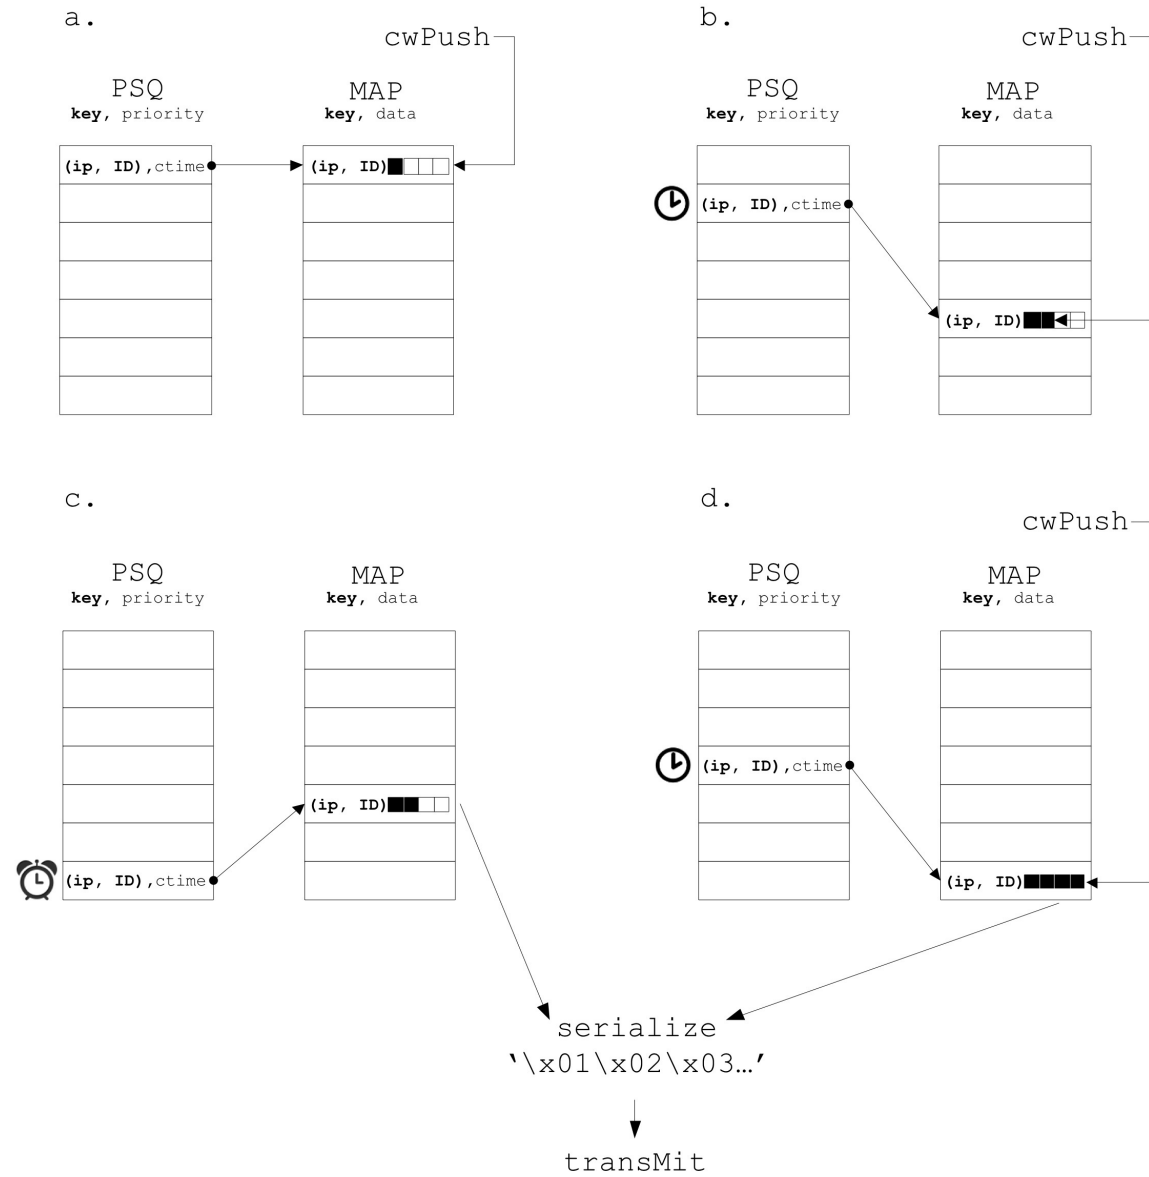 a.
cwPush
PSQ
key, priority
MAP
key, data
(ip, ID),ctime
(ip, ID)
b.
cwPush
PSQ
key, priority
MAP
key, data
(ip, ID),ctime
(ip, ID)
c.
PSQ
key, priority
MAP
key, data
(ip, ID)
(ip, ID),ctime
d.
cwPush
PSQ
key, priority
MAP
key, data
(ip, ID),ctime
(ip, ID)
serialize
‘\x01\x02\x03…’
transMit